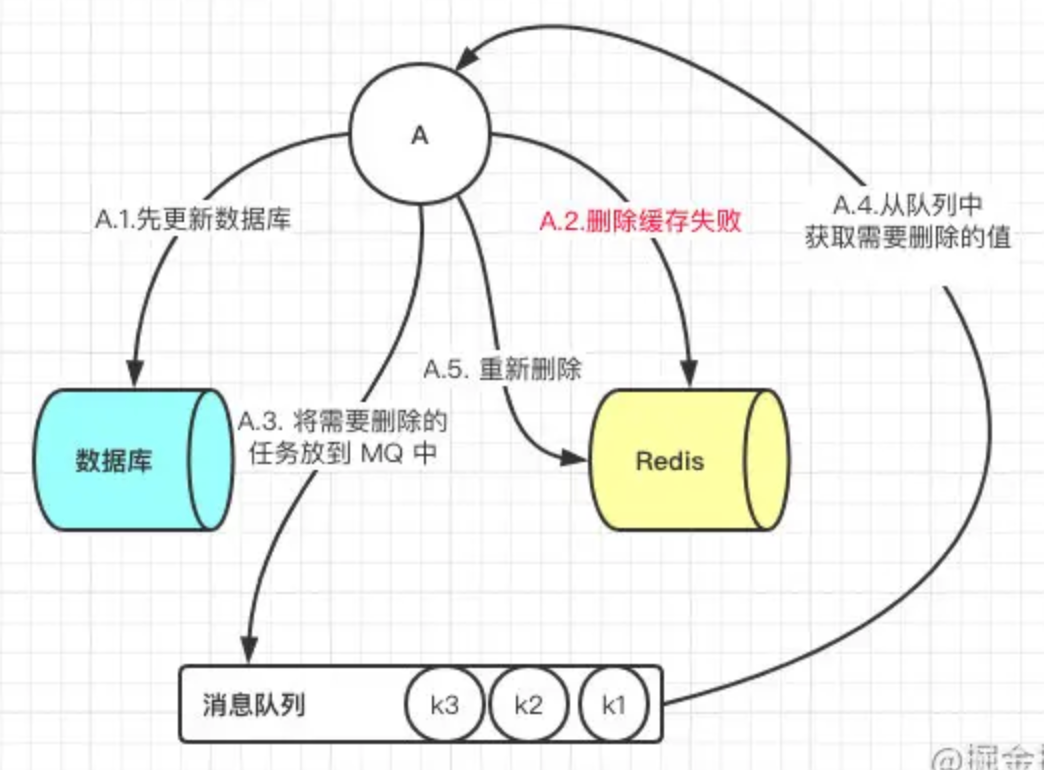 A
A.1.先更新数据库
A.2.删除缓存失败
A.4.从队列中
获取需要删除的值
A.5. 重新删除
A.3. 将需要删除的
任务放到 MQ 中
数据库
Redis
消息队列
k3
k2
k1
@掘金